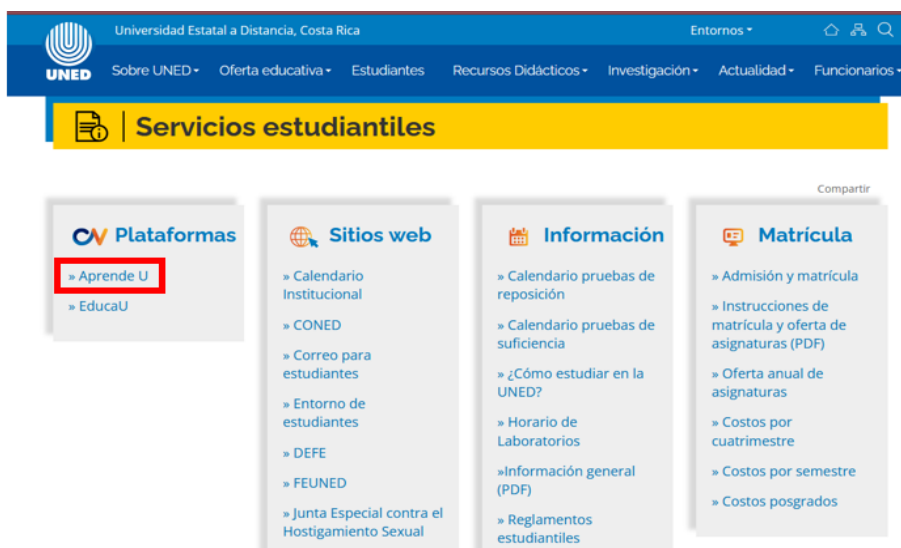 Universidad Estatal a Distancia, Costa Rica
Entornos
UNED
Sobre UNED
Oferta educativa
Estudiantes
Recursos Didácticos
Investigación
Actualidad
Funcionarios
Servicios estudiantiles
Compartir
Plataformas
» Aprende U
» EducaU
Sitios web
» Calendario
Institucional
» CONED
» Correo para
estudiantes
» Entorno de
estudiantes
» DEFE
» FEUNED
» Junta Especial contra el
Hostigamiento Sexual
Información
» Calendario pruebas de
reposición
» Calendario pruebas de
suficiencia
» ¿Cómo estudiar en la
UNED?
» Horario de
Laboratorios
»Información general
(PDF)
» Reglamentos
estudiantiles
Matrícula
» Admisión y matrícula
» Instrucciones de
matrícula y oferta de
asignaturas (PDF)
» Oferta anual de
asignaturas
» Costos por
cuatrimestre
» Costos por semestre
» Costos posgrados